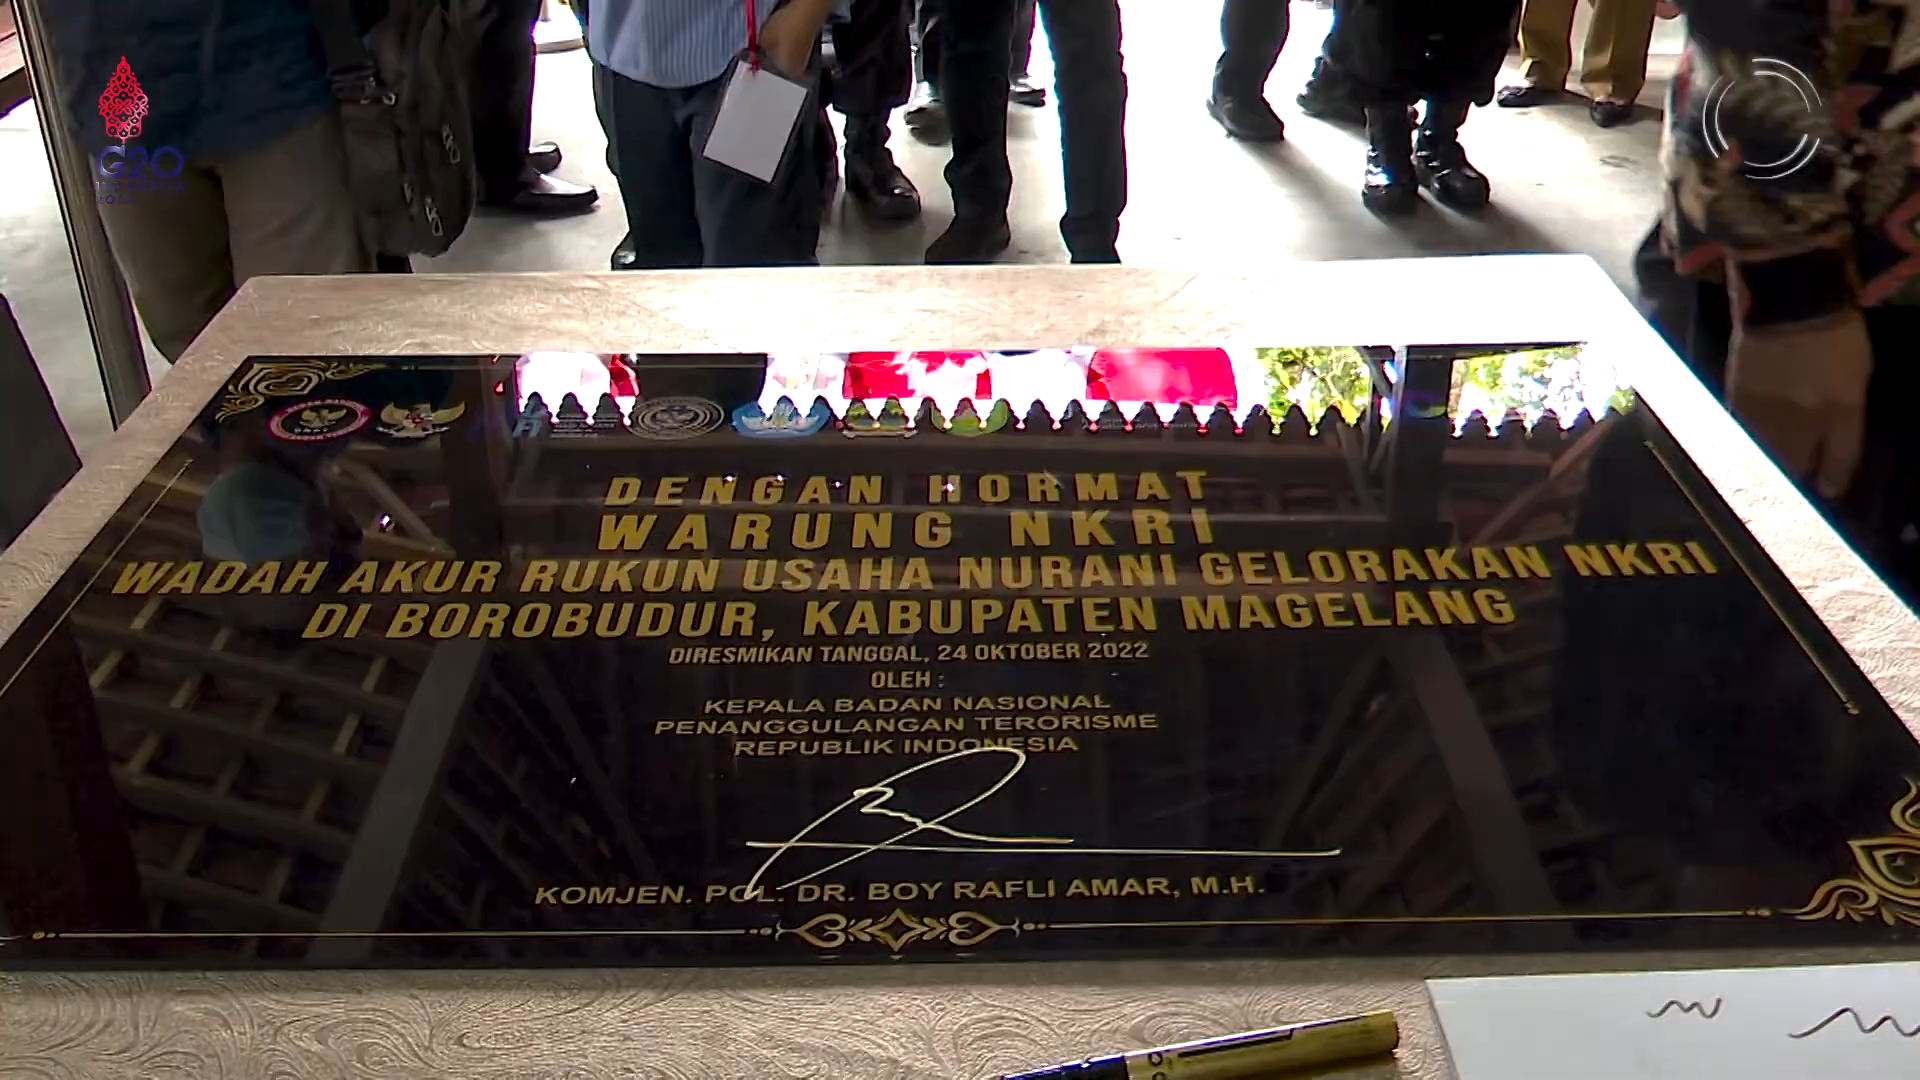 G20
DENGAN HORMAT
WARUNG NKRI
WADAH AKUR RUKUN USAHA NURANI GELORAKAN NKRI
DI BOROBUDUR, KABUPATEN MAGELANG
DIRESMIKAN TANGGAL, 24 OKTOBER 2022
OLEH :
KEPALA BADAN NASIONAL
PENANGGULANGAN TERORISME
REPUBLIK INDONESIA
KOMJEN. POL. DR. BOY RAFLI AMAR, M.H.